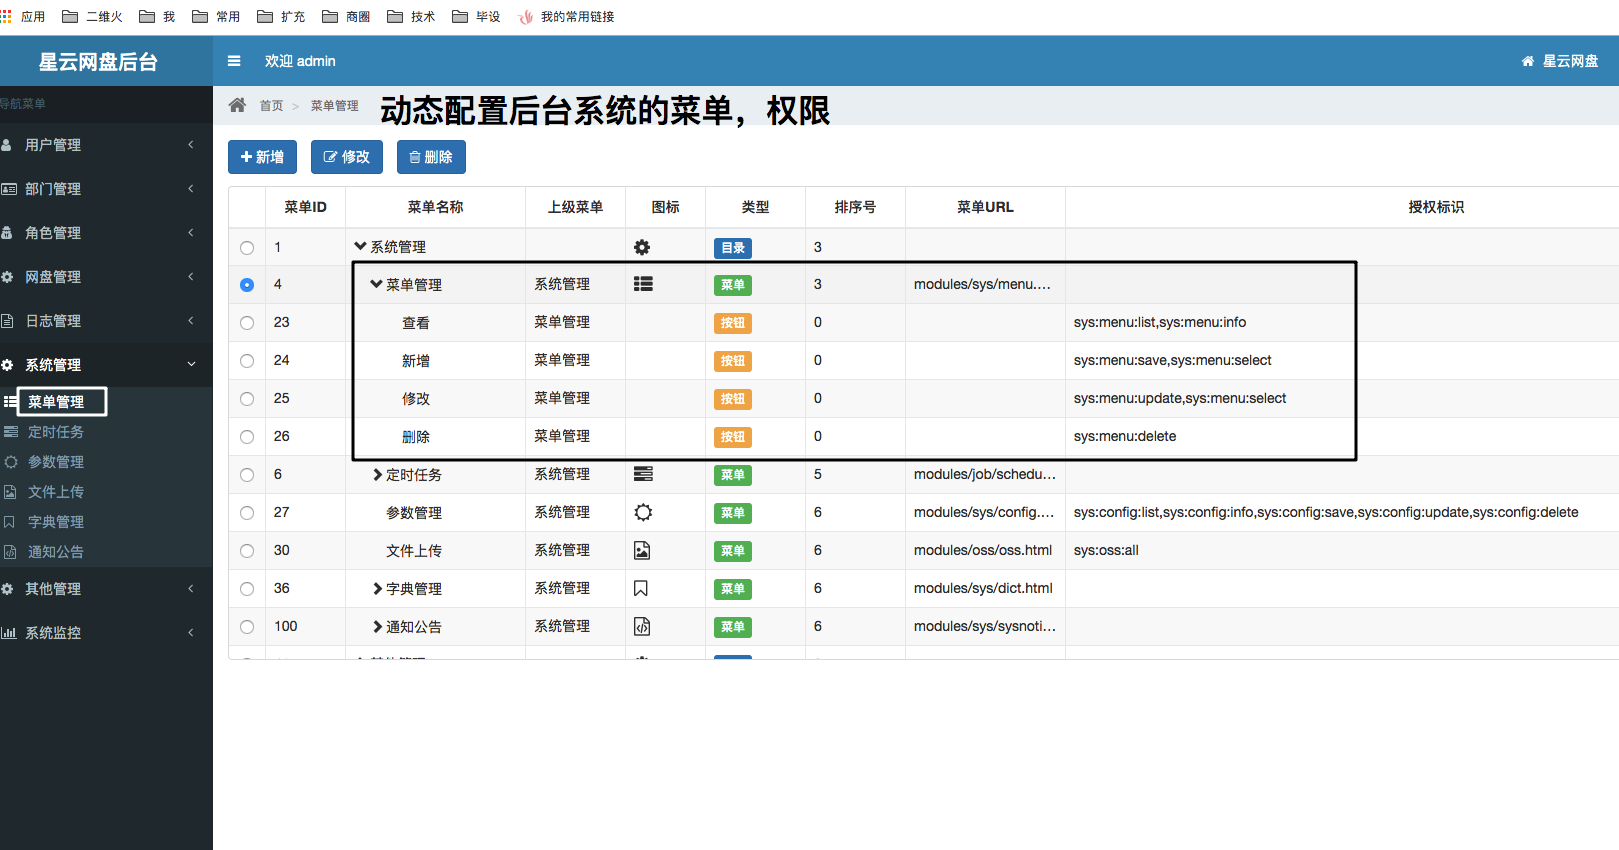 应用 二维火 我 常用 扩充 商圈 技术 毕设 我的常用链接
星云网盘后台 欢迎 admin 星云网盘
导航菜单
首页 > 菜单管理 动态配置后台系统的菜单，权限
用户管理
部门管理
角色管理
网盘管理
日志管理
系统管理
菜单管理
定时任务
参数管理
文件上传
字典管理
通知公告
其他管理
系统监控
新增 修改 删除
菜单ID 菜单名称 上级菜单 图标 类型 排序号 菜单URL 授权标识
1 系统管理 目录 3
4 菜单管理 系统管理 菜单 3 modules/sys/menu....
23 查看 菜单管理 按钮 0 sys:menu:list,sys:menu:info
24 新增 菜单管理 按钮 0 sys:menu:save,sys:menu:select
25 修改 菜单管理 按钮 0 sys:menu:update,sys:menu:select
26 删除 菜单管理 按钮 0 sys:menu:delete
6 定时任务 系统管理 菜单 5 modules/job/schedu...
27 参数管理 系统管理 菜单 6 modules/sys/config.... sys:config:list,sys:config:info,sys:config:save,sys:config:update,sys:config:delete
30 文件上传 系统管理 菜单 6 modules/oss/oss.html sys:oss:all
36 字典管理 系统管理 菜单 6 modules/sys/dict.html
100 通知公告 系统管理 菜单 6 modules/sys/sysnoti...